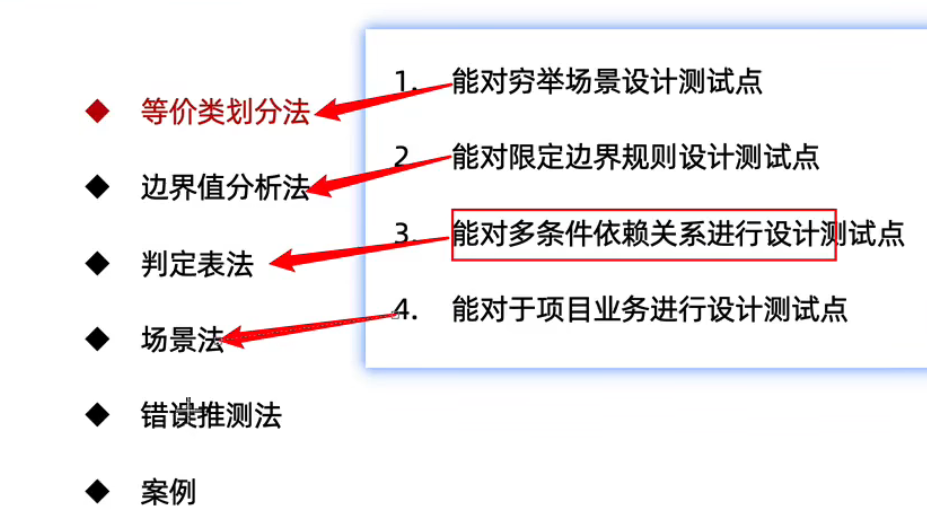 等价类划分法
边界值分析法
判定表法
场景法
错误推测法
案例
1. 能对穷举场景设计测试点
2. 能对限定边界规则设计测试点
3. 能对多条件依赖关系进行设计测试点
4. 能对于项目业务进行设计测试点